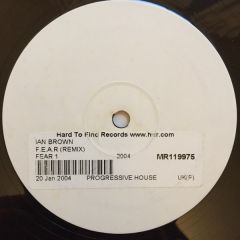 Hard To Find Records www.htfr.com
IAN BROWN
F.E.A.R (REMIX)
FEAR 1 2004 MR119975
20 Jan 2004 PROGRESSIVE HOUSE UK(P)